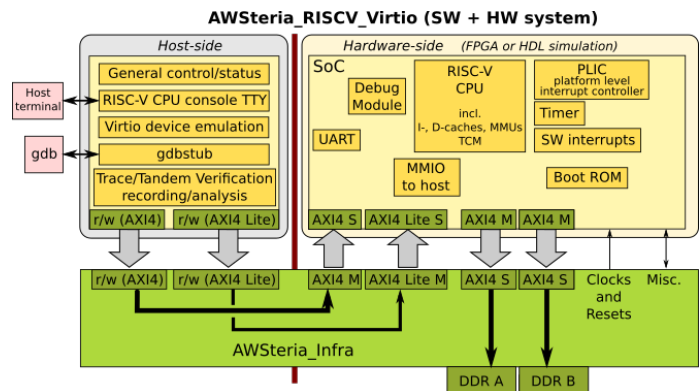 AWSteria_RISCV_Virtio (SW + HW system)
Host-side
General control/status
Host
terminal
RISC-V CPU console TTY
Virtio device emulation
gdb
gdbstub
Trace/Tandem Verification
recording/analysis
r/w (AXI4)
r/w (AXI4 Lite)
Hardware-side (FPGA or HDL simulation)
SoC
Debug
Module
UART
RISC-V
CPU
incl.
I-, D-caches, MMUs
TCM
MMIO
to host
PLIC
platform level
interrupt controller
Timer
SW interrupts
Boot ROM
AXI4 S
AXI4 Lite S
AXI4 M
AXI4 M
r/w (AXI4)
r/w (AXI4 Lite)
AXI4 M
AXI4 Lite M
AXI4 S
AXI4 S
Clocks
and
Resets
Misc.
AWSteria_Infra
DDR A
DDR B